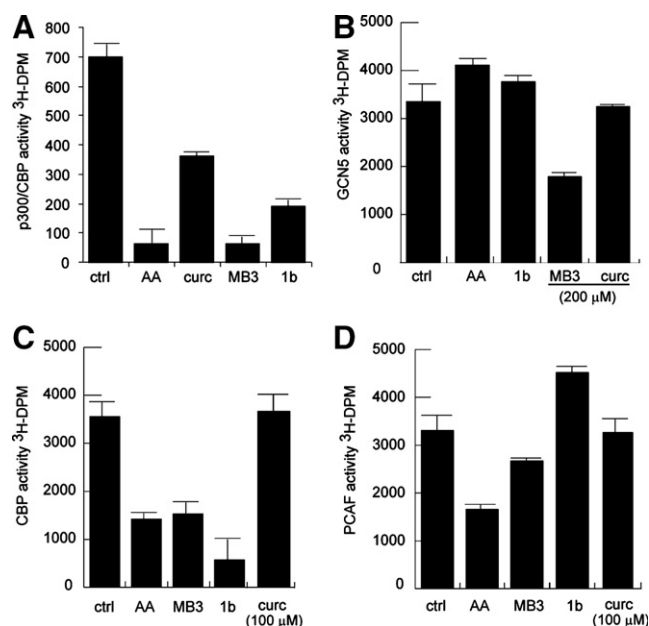 A
p300/CBP activity ³H-DPM
800
700
600
500
400
300
200
100
0
ctrl AA curc MB3 1b
B
GCN5 activity ³H-DPM
5000
4000
3000
2000
1000
0
ctrl AA 1b MB3 curc
(200 μM)
C
CBP activity ³H-DPM
5000
4000
3000
2000
1000
0
ctrl AA MB3 1b curc
(100 μM)
D
PCAF activity ³H-DPM
5000
4000
3000
2000
1000
0
ctrl AA MB3 1b curc
(100 μM)